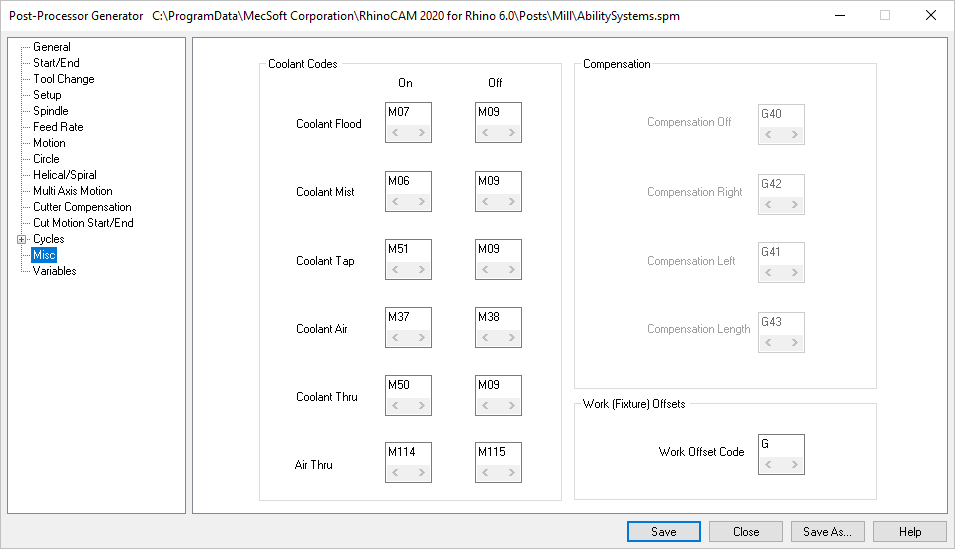 Post-Processor Generator C:\ProgramData\MecSoft Corporation\RhinoCAM 2020 for Rhino 6.0\Posts\Mill\AbilitySystems.spm
General
Start/End
Tool Change
Setup
Spindle
Feed Rate
Motion
Circle
Helical/Spiral
Multi Axis Motion
Cutter Compensation
Cut Motion Start/End
Cycles
Misc
Variables
Coolant Codes
On Off
Coolant Flood M07 M09
Coolant Mist M06 M09
Coolant Tap M51 M09
Coolant Air M37 M38
Coolant Thru M50 M09
Air Thru M114 M115
Compensation
Compensation Off G40
Compensation Right G42
Compensation Left G41
Compensation Length G43
Work (Fixture) Offsets
Work Offset Code G
Save Close Save As... Help